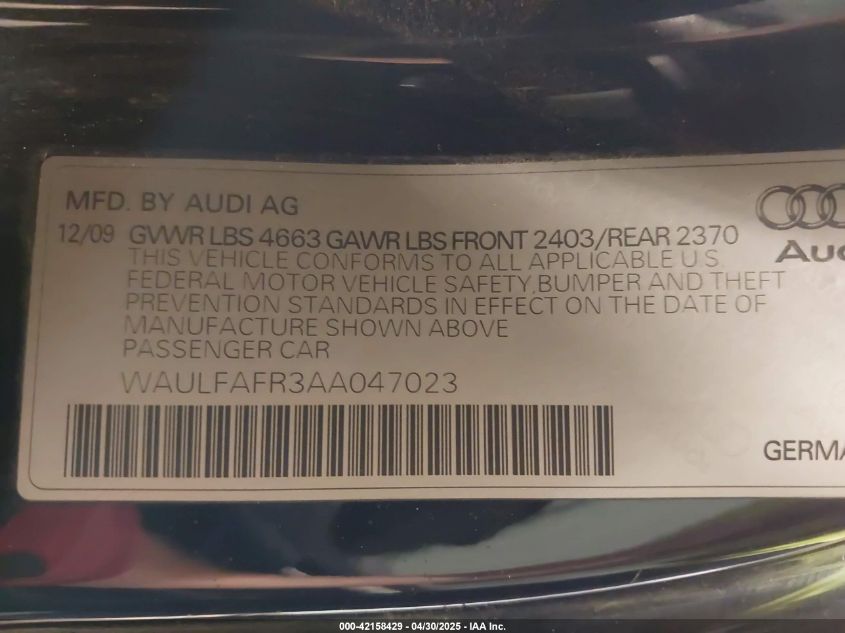 MFD. BY AUDI AG
12/09 GVWR LBS 4663 GAWR LBS FRONT 2403/REAR 2370
THIS VEHICLE CONFORMS TO ALL APPLICABLE U.S.
FEDERAL MOTOR VEHICLE SAFETY,BUMPER AND THEFT
PREVENTION STANDARDS IN EFFECT ON THE DATE OF
MANUFACTURE SHOWN ABOVE
PASSENGER CAR
WAULFAFR3AA047023
Aud
GERMA
000-42158429 - 04/30/2025 - IAA Inc.